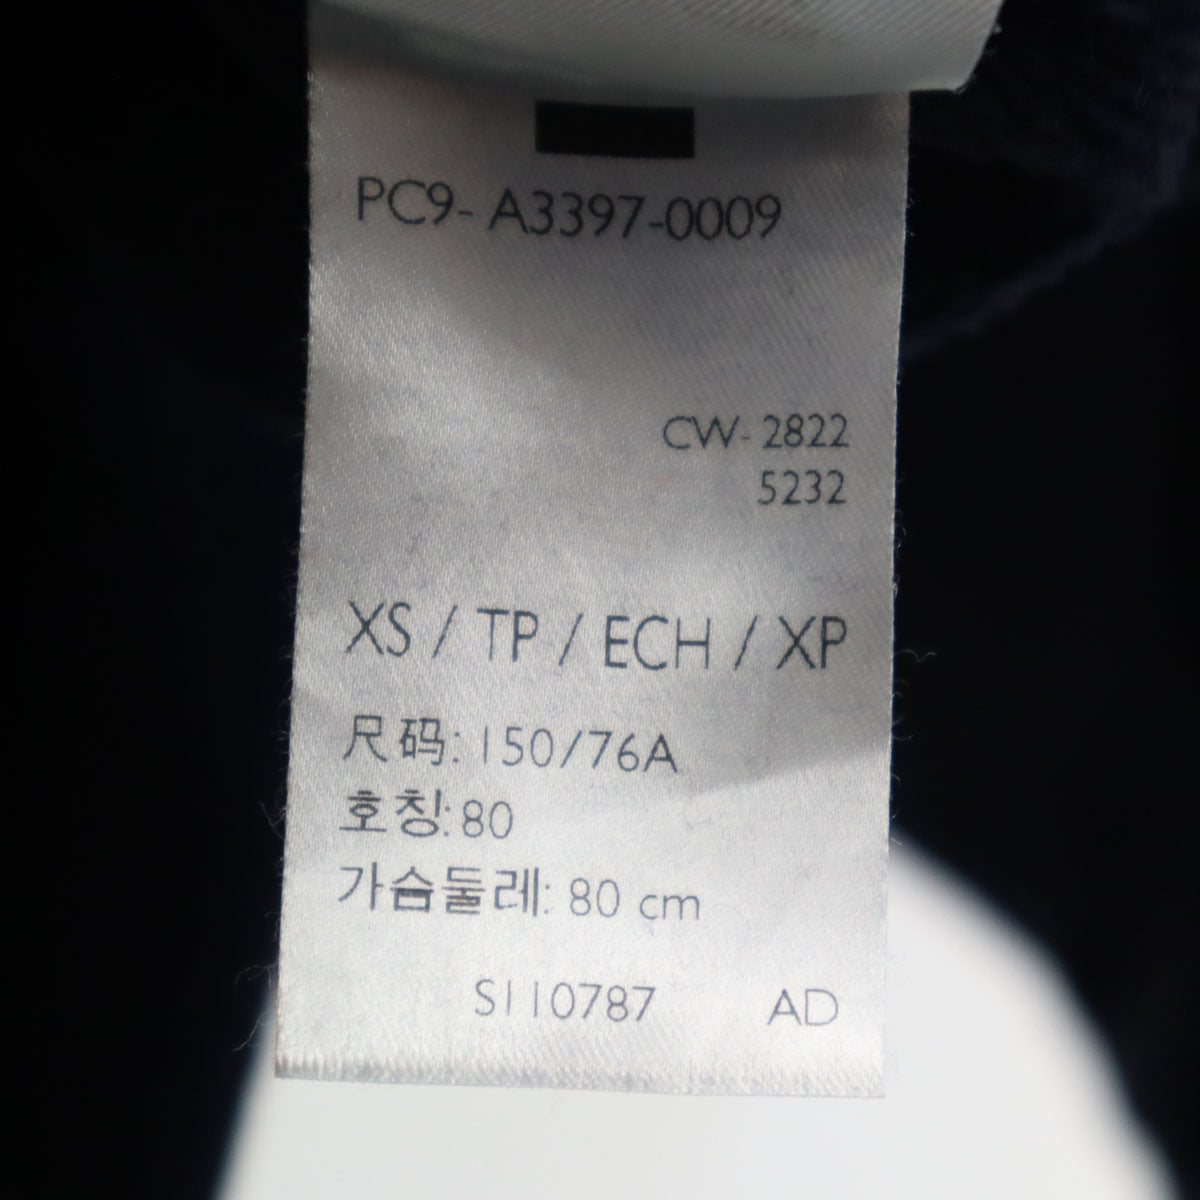 PC9- A3397-0009
CW- 2822
5232
XS / TP / ECH / XP
尺码: 150/76A
호칭: 80
가슴둘레: 80 cm
S110787 AD